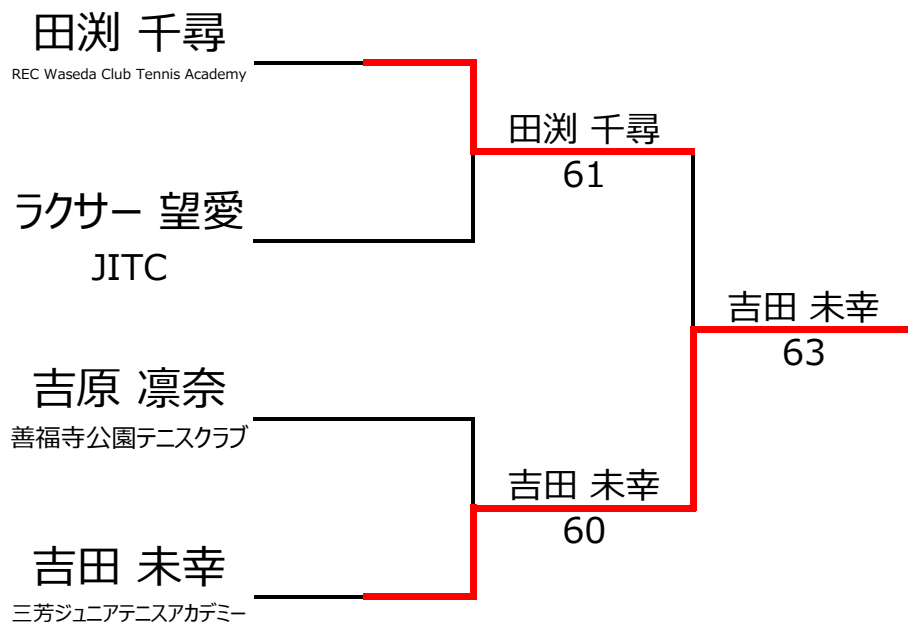 田渕 千尋
REC Waseda Club Tennis Academy
田渕 千尋
61
ラクサー 望愛
JITC
吉田 未幸
63
吉原 凛奈
善福寺公園テニスクラブ
吉田 未幸
60
吉田 未幸
三芳ジュニアテニスアカデミー